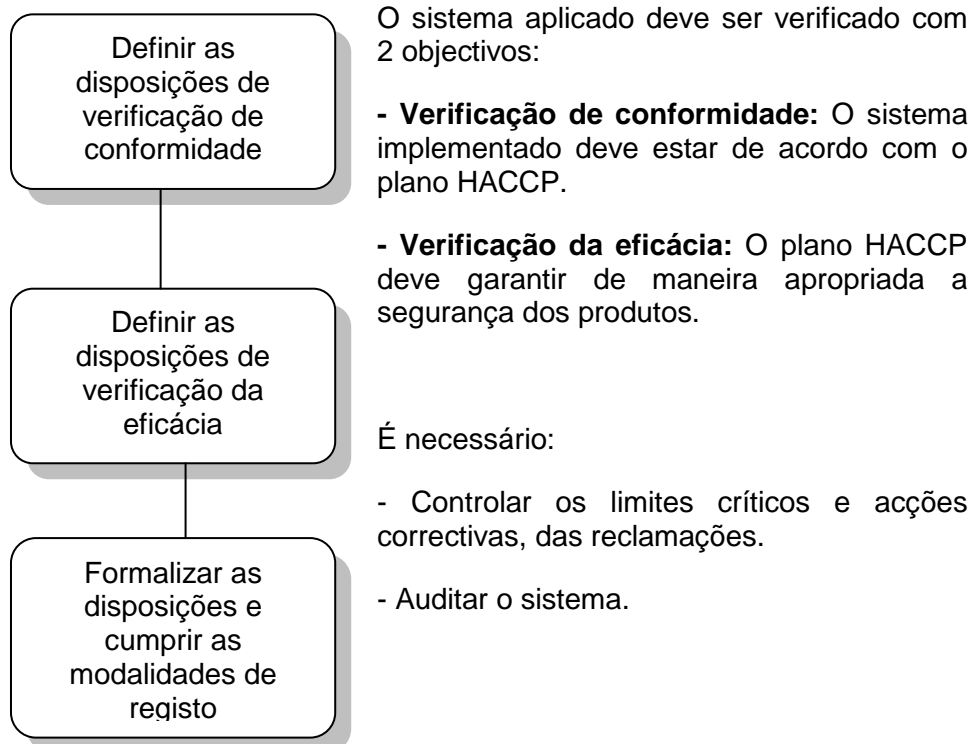 Definir as
disposições de
verificação de
conformidade
O sistema aplicado deve ser verificado com
2 objectivos:
- Verificação de conformidade: O sistema
implementado deve estar de acordo com o
plano HACCP.
- Verificação da eficácia: O plano HACCP
deve garantir de maneira apropriada a
segurança dos produtos.
Definir as
disposições de
verificação da
eficácia
É necessário:
- Controlar os limites críticos e acções
correctivas, das reclamações.
- Auditar o sistema.
Formalizar as
disposições e
cumprir as
modalidades de
registo